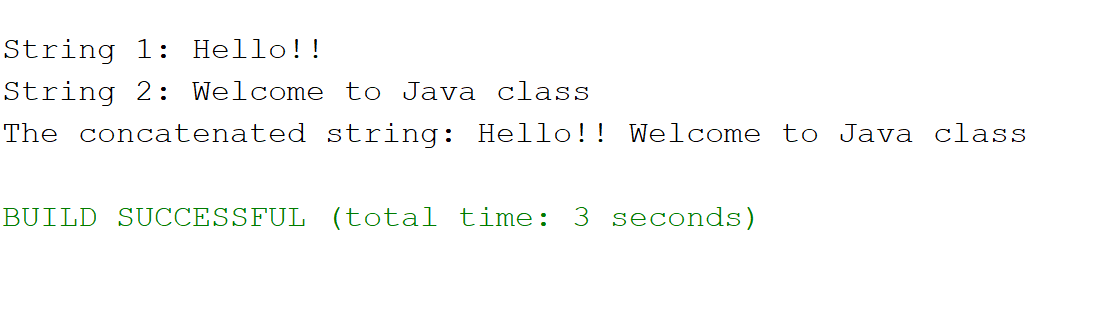 String 1: Hello!!
String 2: Welcome to Java class
The concatenated string: Hello!! Welcome to Java class
BUILD SUCCESSFUL (total time: 3 seconds)